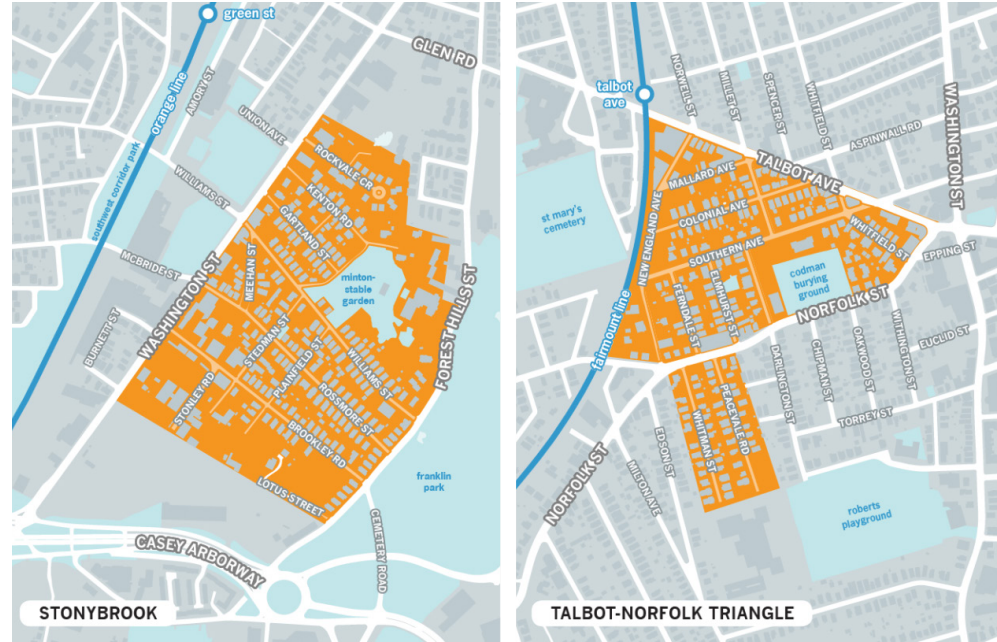 green st
GLEN RD
AMORY ST
orange line
southwest corridor park
UNION AVE
WILLIAMS ST
ROCKVALE CR
KENTON RD
GARTLAND ST
MCBRIDE ST
MEEHAN ST
minton-
stable
garden
WASHINGTON ST
BURNETT ST
STEDMAN ST
PLAINFIELD ST
WILLIAMS ST
ROSSMORE ST
FOREST HILLS ST
STONLEY RD
BROOKLEY RD
LOTUS STREET
franklin
park
CEMETERY ROAD
CASEY ARBORWAY
STONYBROOK
talbot
ave
NORWELL ST
MILLET ST
SPENCER ST
WHITFIELD ST
ASPINWALL RD
WASHINGTON ST
TALBOT AVE
MALLARD AVE
COLONIAL AVE
SOUTHERN AVE
NEW ENGLAND AVE
st mary's
cemetery
WHITFIELD ST
EPPING ST
codman
burying
ground
NORFOLK ST
ELMHURST ST
FERNDALE ST
fairmount line
DARLINGTON ST
CHIPMAN ST
OAKWOOD ST
WITHINGTON ST
EUCLID ST
TORREY ST
PEACEVALE RD
WHITMAN ST
EDSON ST
MILTON AVE
NORFOLK ST
roberts
playground
TALBOT-NORFOLK TRIANGLE